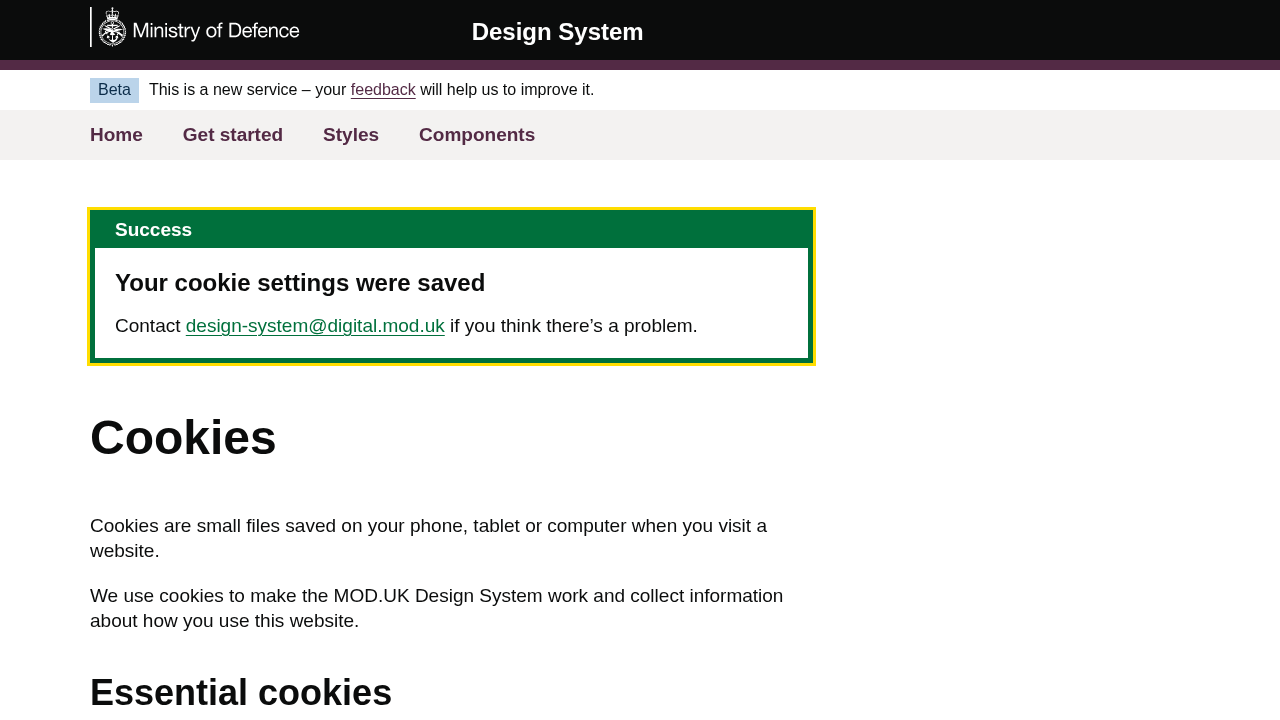 Ministry of Defence
Design System
Beta This is a new service – your feedback will help us to improve it.
Home Get started Styles Components
Success
Your cookie settings were saved
Contact design-system@digital.mod.uk if you think there’s a problem.
Cookies
Cookies are small files saved on your phone, tablet or computer when you visit a
website.
We use cookies to make the MOD.UK Design System work and collect information
about how you use this website.
Essential cookies